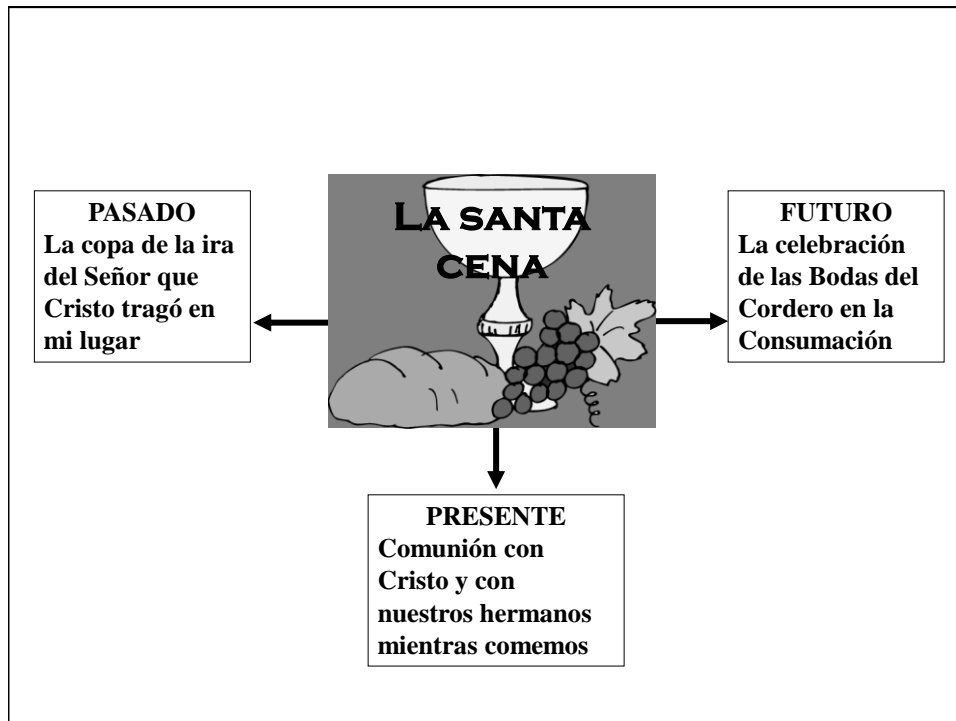 LA SANTA
CENA
PASADO
La copa de la ira
del Señor que
Cristo tragó en
mi lugar
FUTURO
La celebración
de las Bodas del
Cordero en la
Consumación
PRESENTE
Comunión con
Cristo y con
nuestros hermanos
mientras comemos